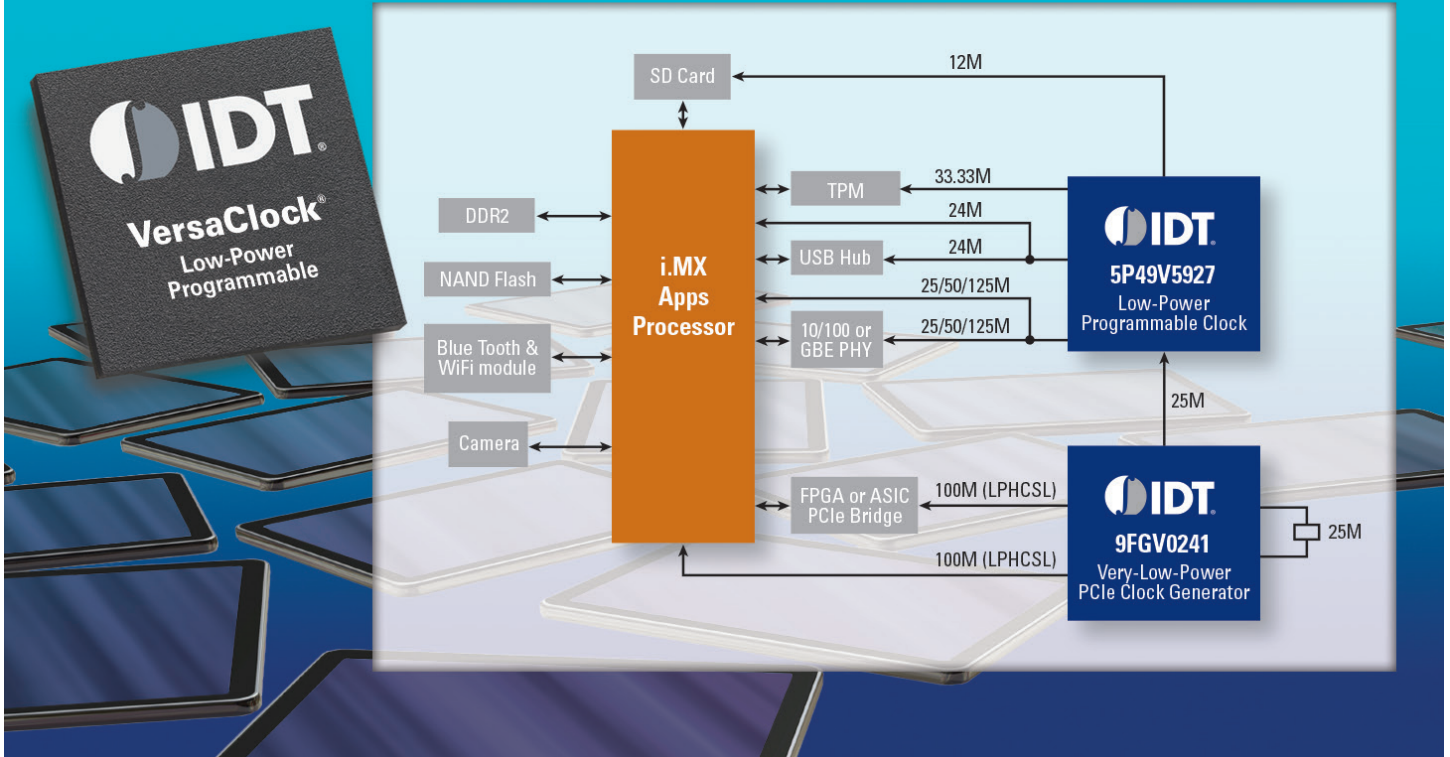 IDT®
VersaClock®
Low-Power
Programmable
SD Card
12M
DDR2
NAND Flash
Blue Tooth &
WiFi module
Camera
i.MX
Apps
Processor
TPM
33.33M
24M
USB Hub
24M
25/50/125M
10/100 or
GBE PHY
25/50/125M
IDT.
5P49V5927
Low-Power
Programmable Clock
25M
FPGA or ASIC
PCIe Bridge
100M (LPHCSL)
100M (LPHCSL)
IDT.
9FGV0241
Very-Low-Power
PCIe Clock Generator
25M